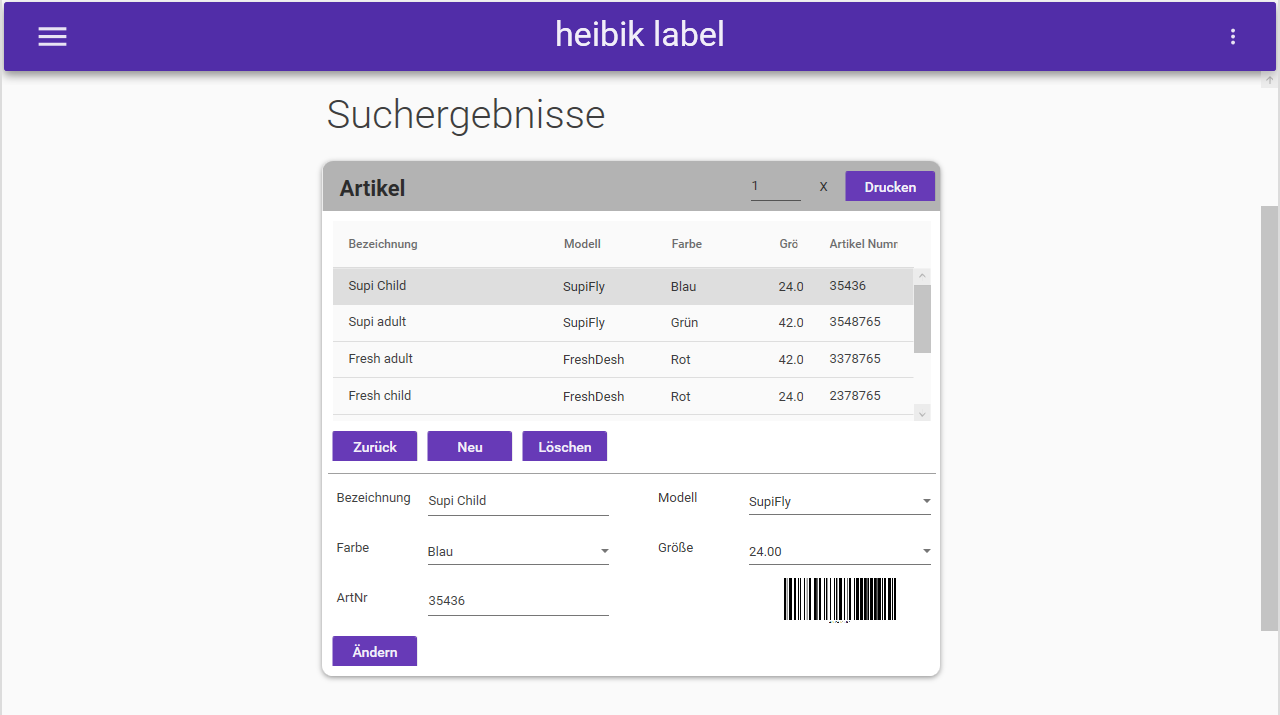 heibik label
Suchergebnisse
Artikel 1 X Drucken
Bezeichnung Modell Farbe Grö Artikel Numr
Supi Child SupiFly Blau 24.0 35436
Supi adult SupiFly Grün 42.0 3548765
Fresh adult FreshDesh Rot 42.0 3378765
Fresh child FreshDesh Rot 24.0 2378765
Zurück Neu Löschen
Bezeichnung Supi Child Modell SupiFly
Farbe Blau Größe 24.00
ArtNr 35436
Ändern